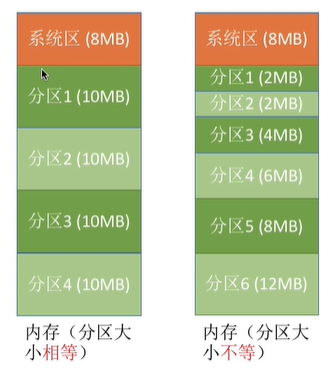 系统区 (8MB)
分区1 (10MB)
分区2 (10MB)
分区3 (10MB)
分区4 (10MB)
内存（分区大
小相等）
系统区 (8MB)
分区1 (2MB)
分区2 (2MB)
分区3 (4MB)
分区4 (6MB)
分区5 (8MB)
分区6 (12MB)
内存（分区大
小不等）